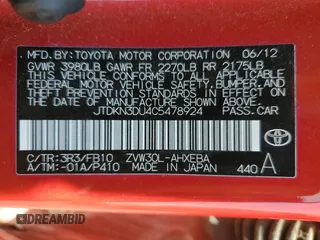 MFD. BY: TOYOTA MOTOR CORPORATION 06/12
GVWR 3980LB GAWR FR 2270LB RR 2175LB
THIS VEHICLE CONFORMS TO ALL APPLICABLE
FEDERAL MOTOR VEHICLE SAFETY, BUMPER, AND
THEFT PREVENTION STANDARDS IN EFFECT ON
THE DATE OF MANUFACTURE SHOWN ABOVE.
JTDKN3DU4C5478924 PASS.CAR
C/TR:3R3/FB10 ZVW30L-AHXEBA
A/TM:-01A/P410 MADE IN JAPAN 440 A
AUTOBIDMASTER